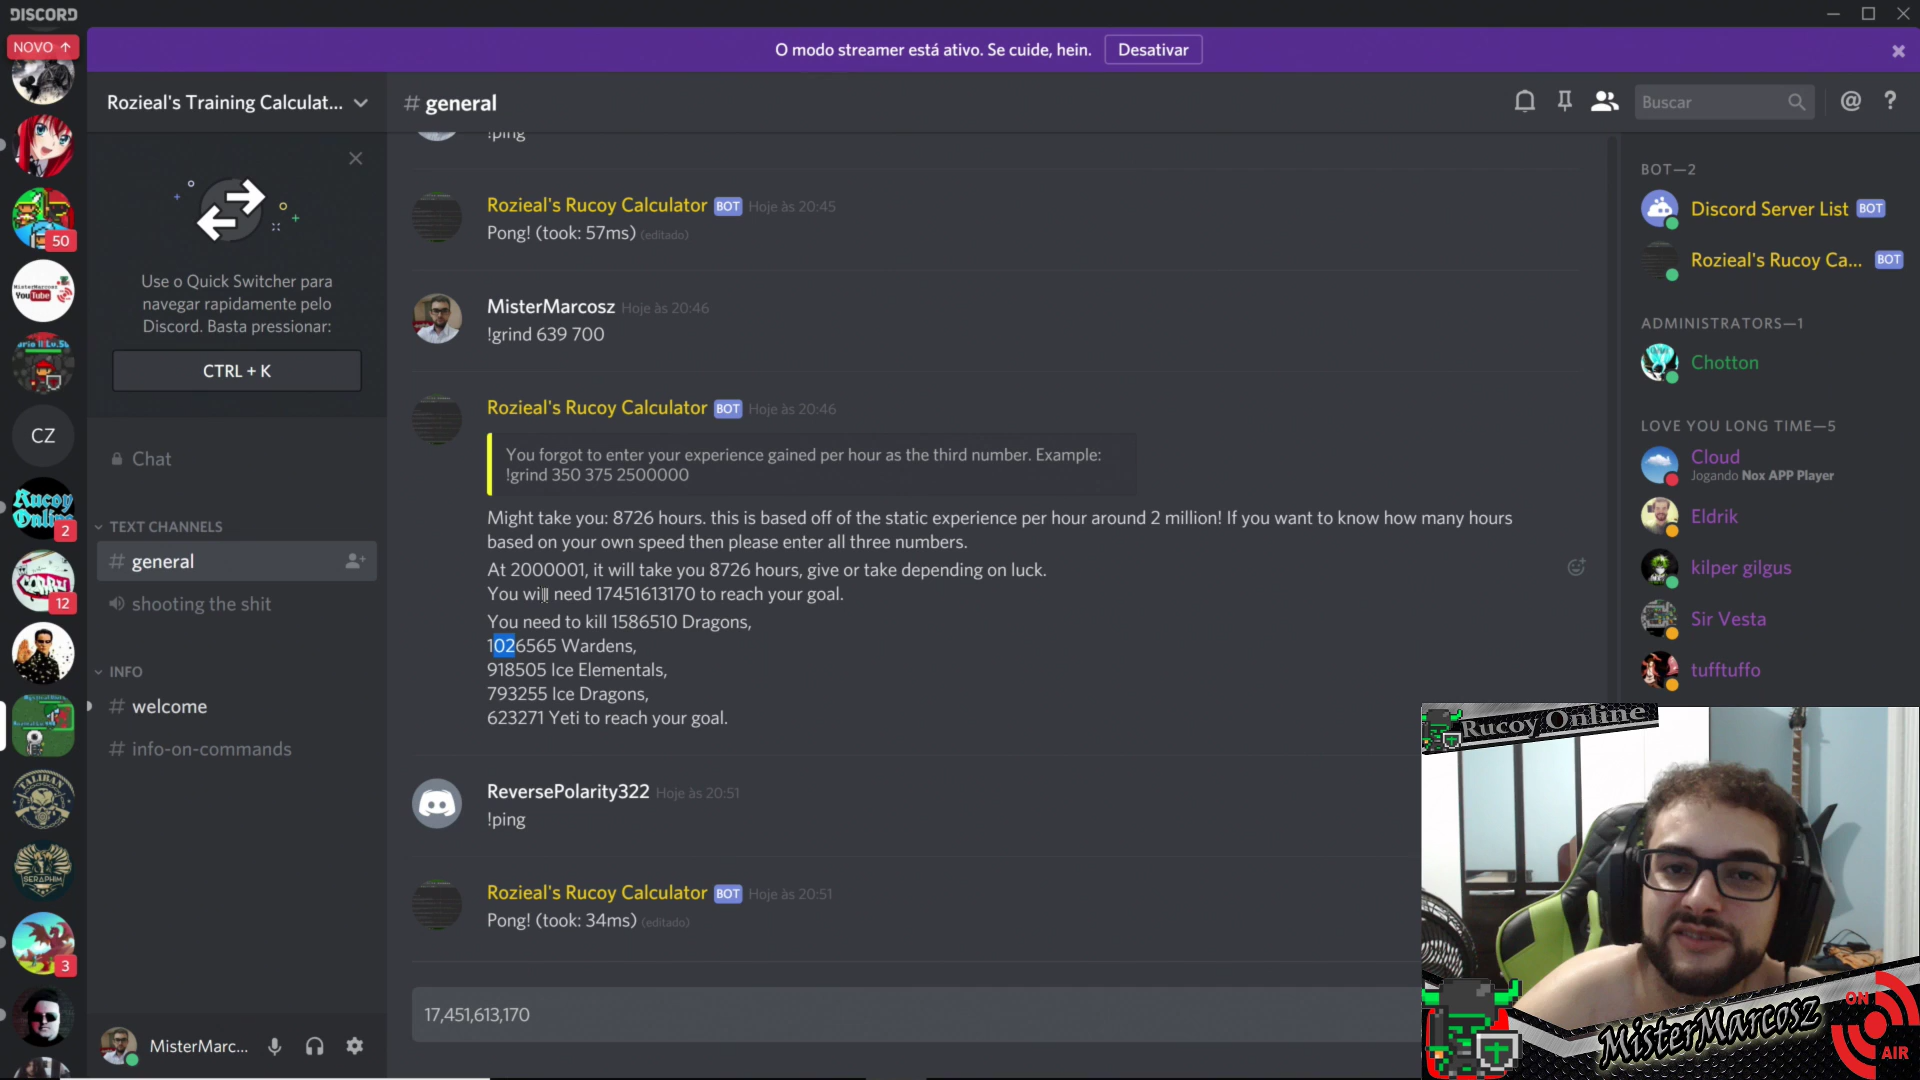 DISCORD
NOVO ↑
O modo streamer está ativo. Se cuide, hein.
Desativar
Rozieal's Training Calculat...
# general
Buscar
Use o Quick Switcher para
navegar rapidamente pelo
Discord. Basta pressionar:
CTRL + K
Chat
TEXT CHANNELS
# general
shooting the shit
INFO
# welcome
# info-on-commands
MisterMarc...
50
MisterMarcosz
YouTube
CZ
Rucoy
Online
2
12
TALIBAN
SERAPHIM
3
!ping
Rozieal's Rucoy Calculator BOT Hoje às 20:45
Pong! (took: 57ms) (editado)
MisterMarcosz Hoje às 20:46
!grind 639 700
Rozieal's Rucoy Calculator BOT Hoje às 20:46
You forgot to enter your experience gained per hour as the third number. Example:
!grind 350 375 2500000
Might take you: 8726 hours. this is based off of the static experience per hour around 2 million! If you want to know how many hours
based on your own speed then please enter all three numbers.
At 2000001, it will take you 8726 hours, give or take depending on luck.
You will need 17451613170 to reach your goal.
You need to kill 1586510 Dragons,
1026565 Wardens,
918505 Ice Elementals,
793255 Ice Dragons,
623271 Yeti to reach your goal.
ReversePolarity322 Hoje às 20:51
!ping
Rozieal's Rucoy Calculator BOT Hoje às 20:51
Pong! (took: 34ms) (editado)
17,451,613,170
BOT—2
Discord Server List BOT
Rozieal's Rucoy Ca... BOT
ADMINISTRATORS—1
Chotton
LOVE YOU LONG TIME—5
Cloud
Jogando Nox APP Player
Eldrik
kilper gilgus
Sir Vesta
tufftuffo
Rucoy Online
MisterMarcosz
ON
AIR